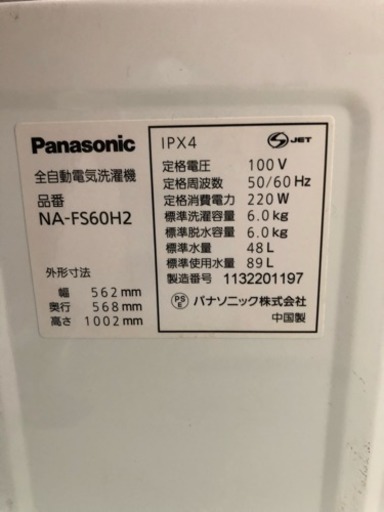 Panasonic
全自動電気洗濯機
品番
NA-FS60H2
外形寸法
幅 562mm
奥行 568mm
高さ 1002mm
IPX4
S JET
定格電圧 100V
定格周波数 50/60Hz
定格消費電力 220W
標準洗濯容量 6.0kg
標準脱水容量 6.0kg
標準水量 48L
標準使用水量 89L
製造番号 1132201197
PSE パナソニック株式会社
中国製